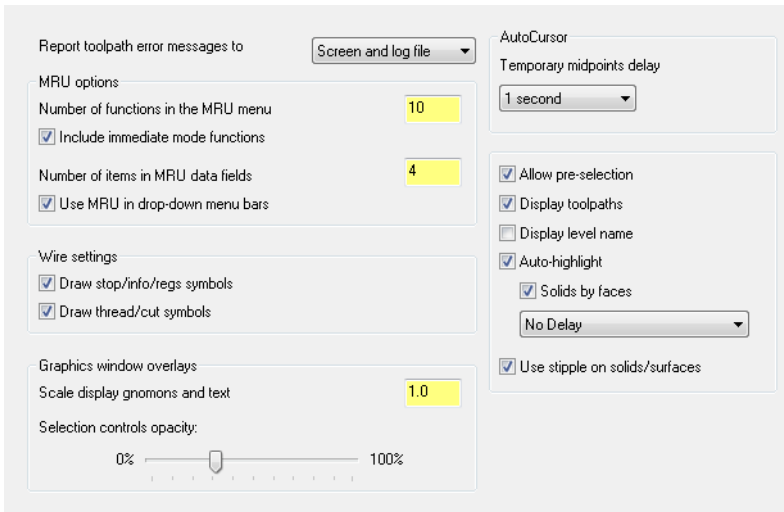 Report toolpath error messages to
Screen and log file
MRU options
Number of functions in the MRU menu
10
Include immediate mode functions
Number of items in MRU data fields
4
Use MRU in drop-down menu bars
Wire settings
Draw stop/info/regs symbols
Draw thread/cut symbols
Graphics window overlays
Scale display gnomons and text
1.0
Selection controls opacity:
0%
100%
AutoCursor
Temporary midpoints delay
1 second
Allow pre-selection
Display toolpaths
Display level name
Auto-highlight
Solids by faces
No Delay
Use stipple on solids/surfaces